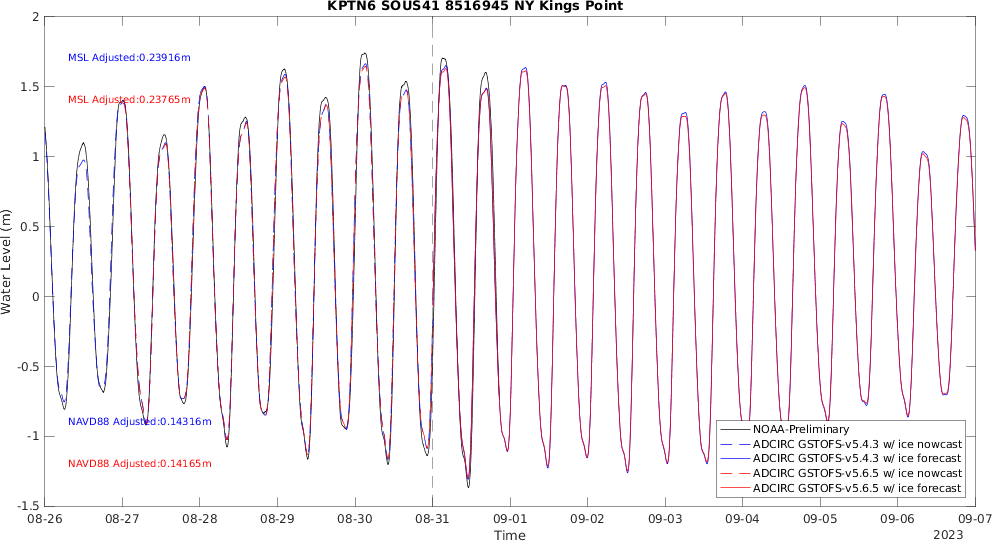 KPTN6 SOUS41 8516945 NY Kings Point
2
1.5
1
0.5
0
-0.5
-1
-1.5
Water Level (m)
MSL Adjusted:0.23916m
MSL Adjusted:0.23765m
NAVD88 Adjusted:0.14316m
NAVD88 Adjusted:0.14165m
NOAA-Preliminary
ADCIRC GSTOFS-v5.4.3 w/ ice nowcast
ADCIRC GSTOFS-v5.4.3 w/ ice forecast
ADCIRC GSTOFS-v5.6.5 w/ ice nowcast
ADCIRC GSTOFS-v5.6.5 w/ ice forecast
08-26 08-27 08-28 08-29 08-30 08-31 09-01 09-02 09-03 09-04 09-05 09-06 09-07
Time
2023